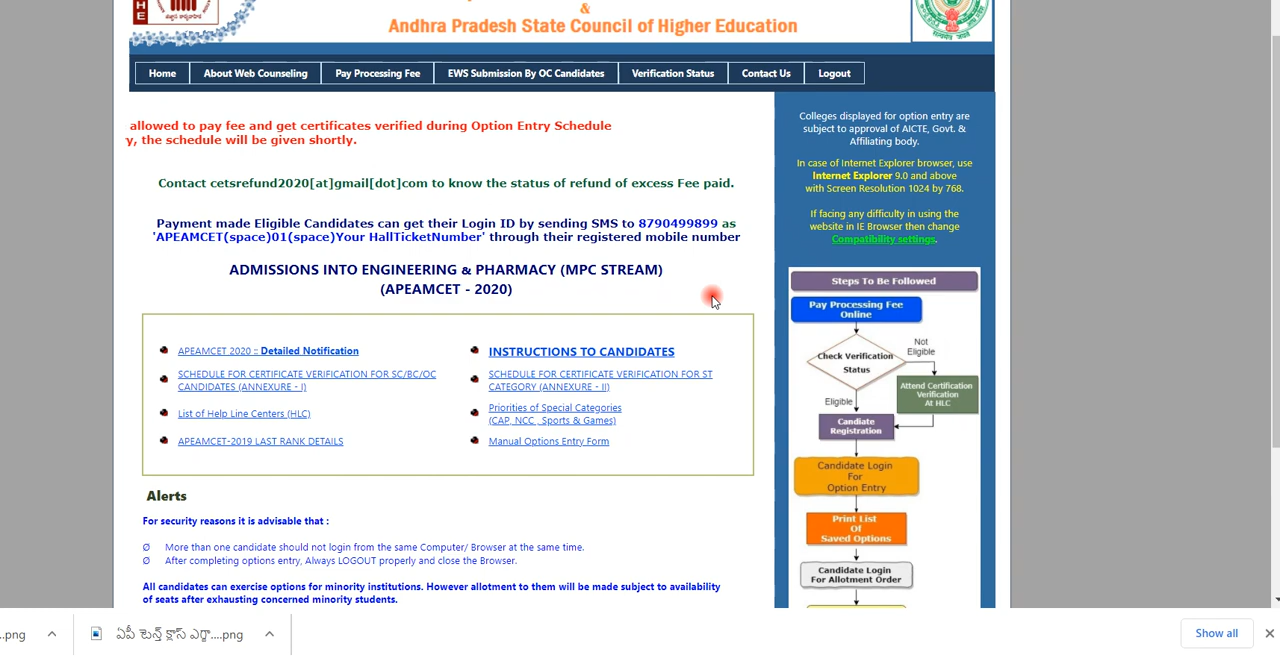 &
Andhra Pradesh State Council of Higher Education
Home
About Web Counseling
Pay Processing Fee
EWS Submission By OC Candidates
Verification Status
Contact Us
Logout
allowed to pay fee and get certificates verified during Option Entry Schedule
y, the schedule will be given shortly.
Contact cetsrefund2020[at]gmail[dot]com to know the status of refund of excess Fee paid.
Payment made Eligible Candidates can get their Login ID by sending SMS to 8790499899 as
'APEAMCET(space)01(space)Your HallTicketNumber' through their registered mobile number
ADMISSIONS INTO ENGINEERING & PHARMACY (MPC STREAM)
(APEAMCET - 2020)
APEAMCET 2020 :: Detailed Notification
INSTRUCTIONS TO CANDIDATES
SCHEDULE FOR CERTIFICATE VERIFICATION FOR SC/BC/OC
CANDIDATES (ANNEXURE - I)
SCHEDULE FOR CERTIFICATE VERIFICATION FOR ST
CATEGORY (ANNEXURE - II)
List of Help Line Centers (HLC)
Priorities of Special Categories
(CAP, NCC , Sports & Games)
APEAMCET-2019 LAST RANK DETAILS
Manual Options Entry Form
Alerts
For security reasons it is advisable that :
Ø More than one candidate should not login from the same Computer/ Browser at the same time.
Ø After completing options entry, Always LOGOUT properly and close the Browser.
All candidates can exercise options for minority institutions. However allotment to them will be made subject to availability
of seats after exhausting concerned minority students.
Colleges displayed for option entry are
subject to approval of AICTE, Govt. &
Affiliating body.
In case of Internet Explorer browser, use
Internet Explorer 9.0 and above
with Screen Resolution 1024 by 768.
If facing any difficulty in using the
website in IE Browser then change
Compatibility settings.
Steps To Be Followed
Pay Processing Fee
Online
Check Verification
Status
Not
Eligible
Attend Certification
Verification
At HLC
Eligible
Candiate
Registration
Candidate Login
For
Option Entry
Print List
Of
Saved Options
Candidate Login
For Allotment Order
....png
ఏపీ టెన్త్ క్లాస్ ఎగ్జా....png
Show all